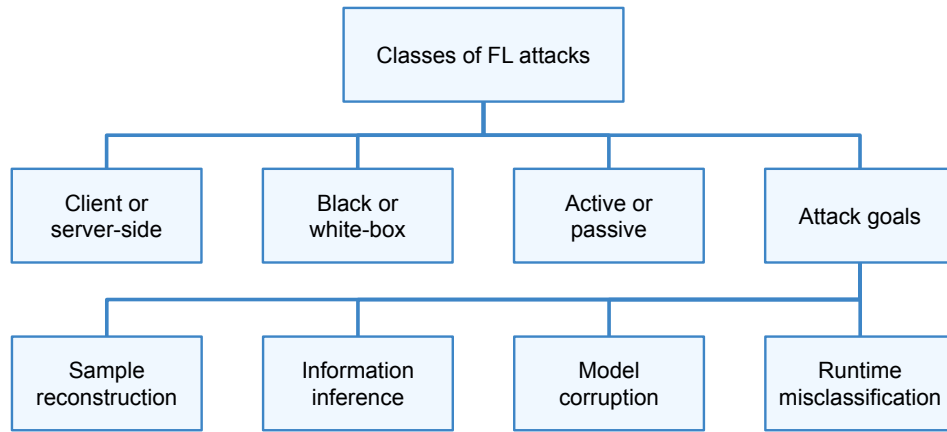 Classes of FL attacks
Client or
server-side
Black or
white-box
Active or
passive
Attack goals
Sample
reconstruction
Information
inference
Model
corruption
Runtime
misclassification